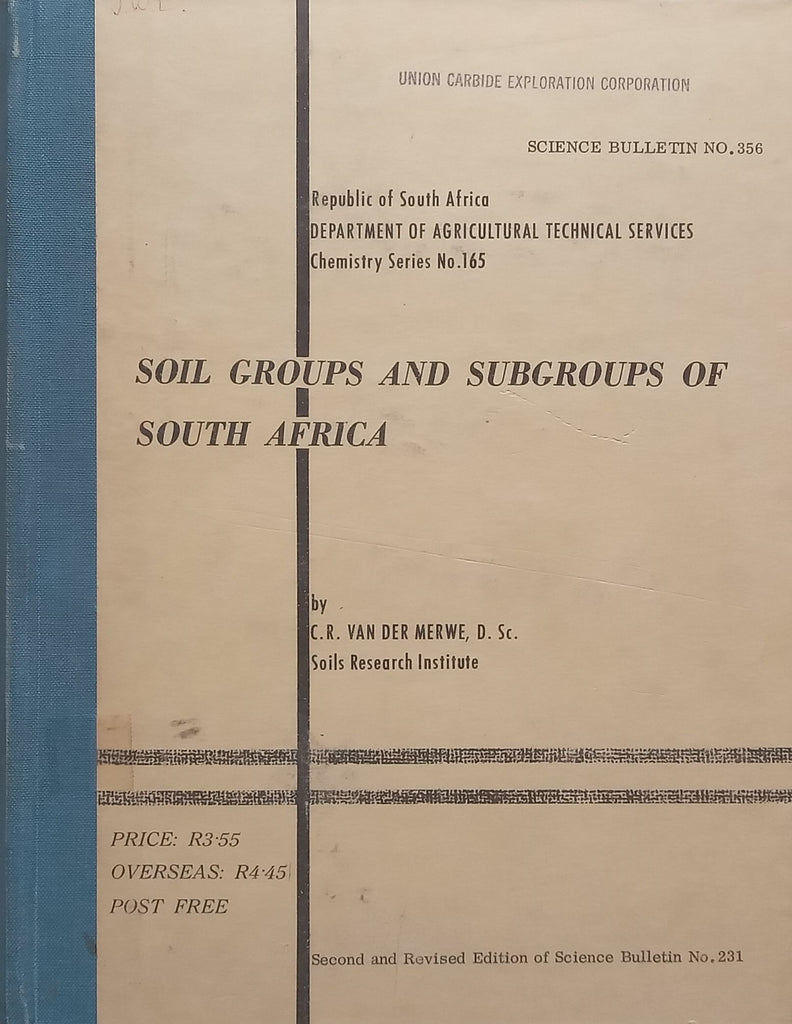 UNION CARBIDE EXPLORATION CORPORATION
SCIENCE BULLETIN NO. 356
Republic of South Africa
DEPARTMENT OF AGRICULTURAL TECHNICAL SERVICES
Chemistry Series No.165
SOIL GROUPS AND SUBGROUPS OF
SOUTH AFRICA
by
C.R. VAN DER MERWE, D. Sc.
Soils Research Institute
PRICE: R3·55
OVERSEAS: R4·45
POST FREE
Second and Revised Edition of Science Bulletin No. 231